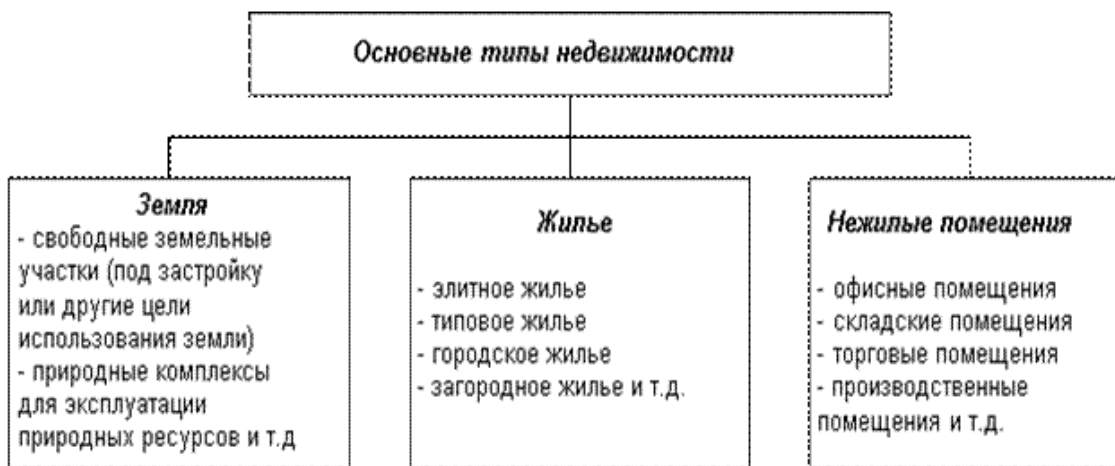 Основные типы недвижимости
Земля
- свободные земельные
участки (под застройку
или другие цели
использования земли)
- природные комплексы
для эксплуатации
природных ресурсов и т.д
Жилье
- элитное жилье
- типовое жилье
- городское жилье
- загородное жилье и т.д.
Нежилые помещения
- офисные помещения
- складские помещения
- торговые помещения
- производственные
помещения и т.д.